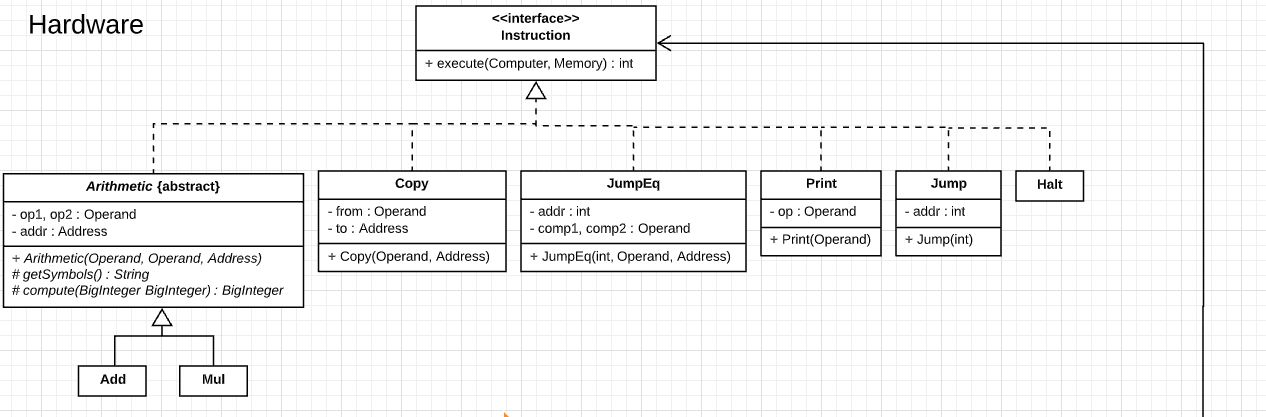 Hardware
<<interface>>
Instruction
+ execute(Computer, Memory) : int
Arithmetic {abstract}
- op1, op2 : Operand
- addr : Address
+ Arithmetic(Operand, Operand, Address)
# getSymbols() : String
# compute(BigInteger BigInteger) : BigInteger
Copy
- from : Operand
- to : Address
+ Copy(Operand, Address)
JumpEq
- addr : int
- comp1, comp2 : Operand
+ JumpEq(int, Operand, Address)
Print
- op : Operand
+ Print(Operand)
Jump
- addr : int
+ Jump(int)
Halt
Add
Mul